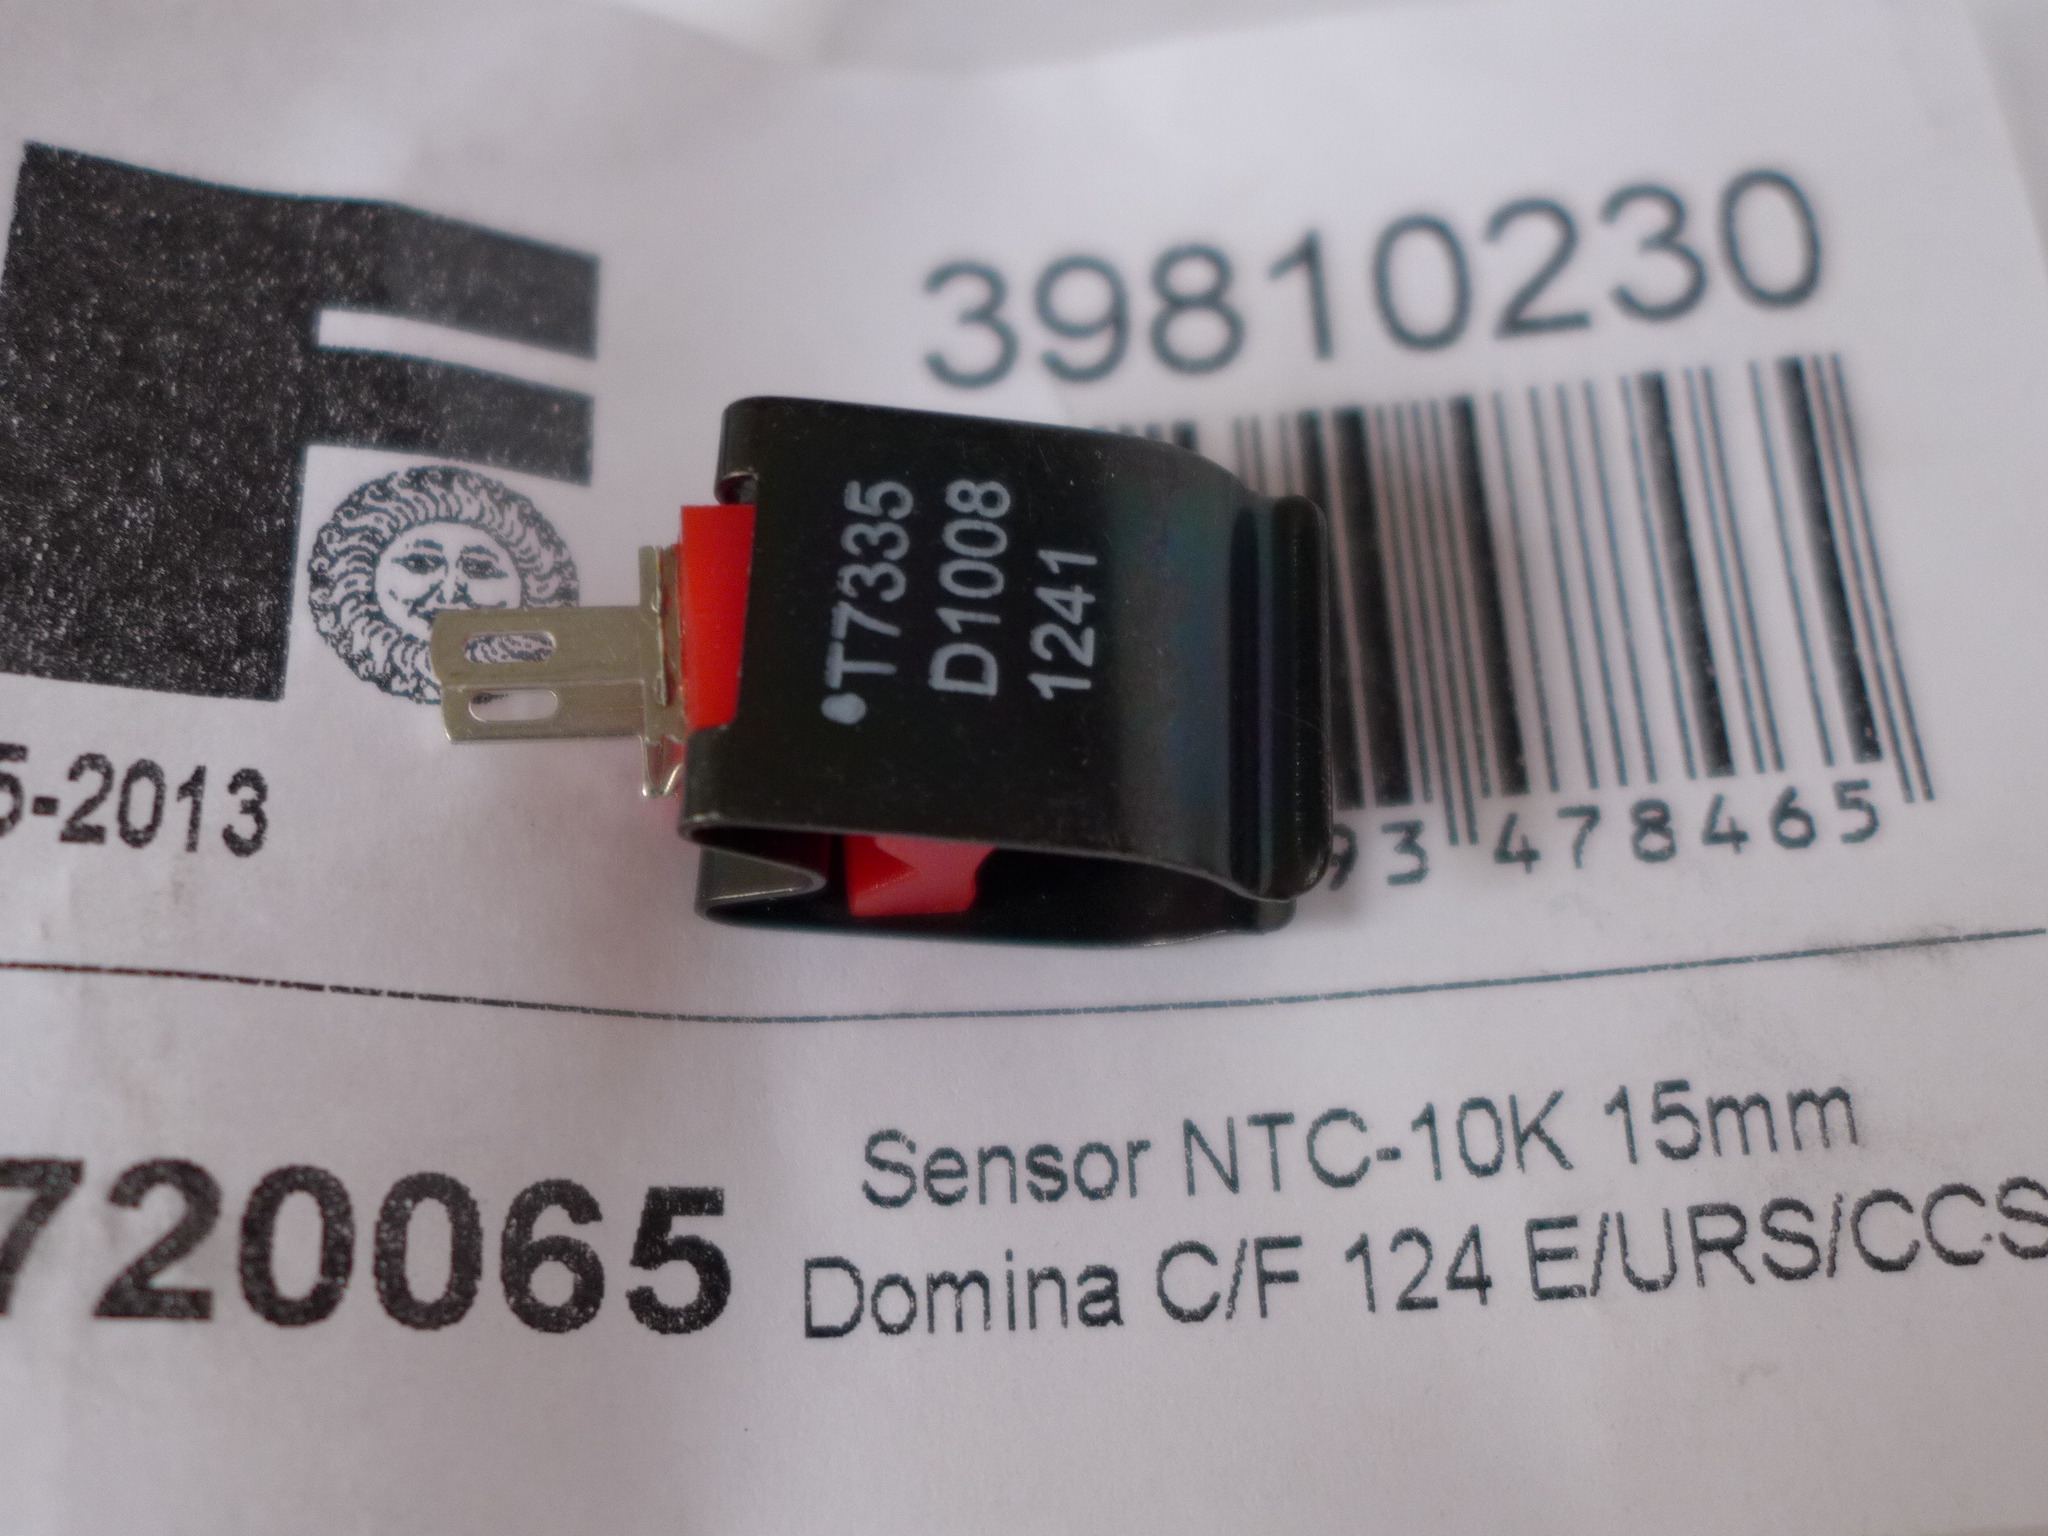 39810230
T7335
D1008
1241
5-2013
93 478465
720065
Sensor NTC-10K 15mm
Domina C/F 124 E/URS/CCS